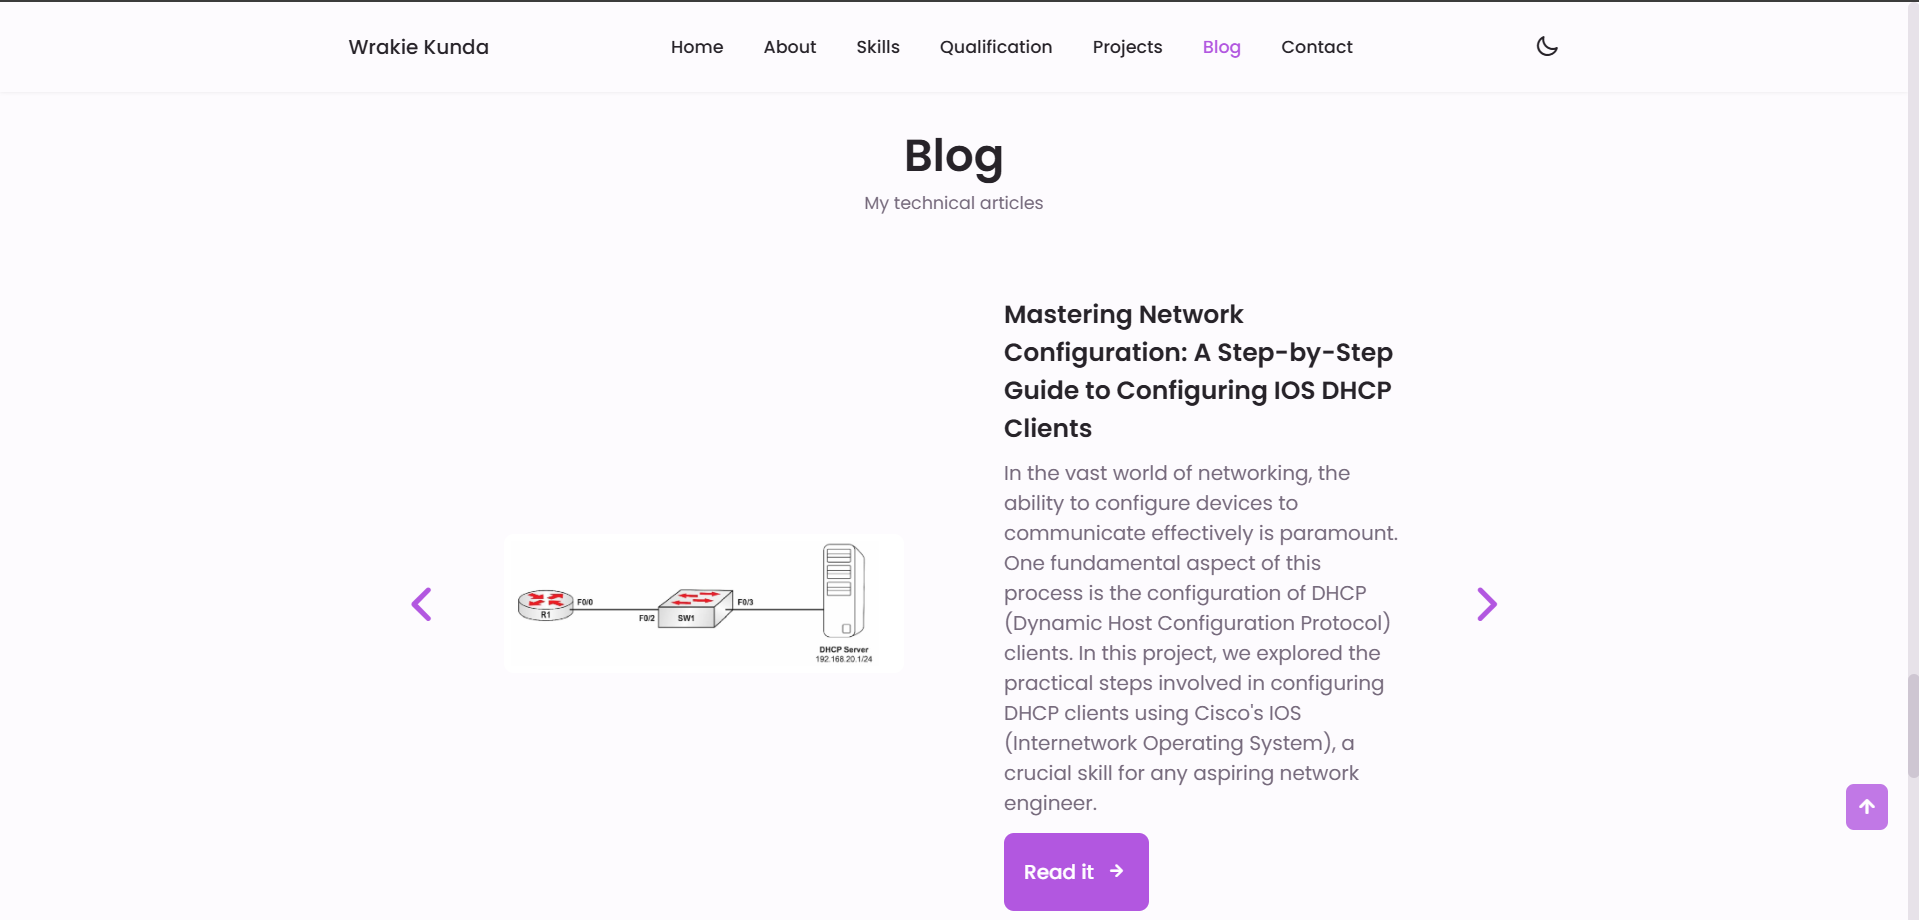 Wrakie Kunda
Home
About
Skills
Qualification
Projects
Blog
Contact
Blog
My technical articles
Mastering Network
Configuration: A Step-by-Step
Guide to Configuring IOS DHCP
Clients
In the vast world of networking, the
ability to configure devices to
communicate effectively is paramount.
One fundamental aspect of this
process is the configuration of DHCP
(Dynamic Host Configuration Protocol)
clients. In this project, we explored the
practical steps involved in configuring
DHCP clients using Cisco's IOS
(Internetwork Operating System), a
crucial skill for any aspiring network
engineer.
Read it
R1
F0/0
F0/2
SW1
F0/3
DHCP Server
192.168.20.1/24